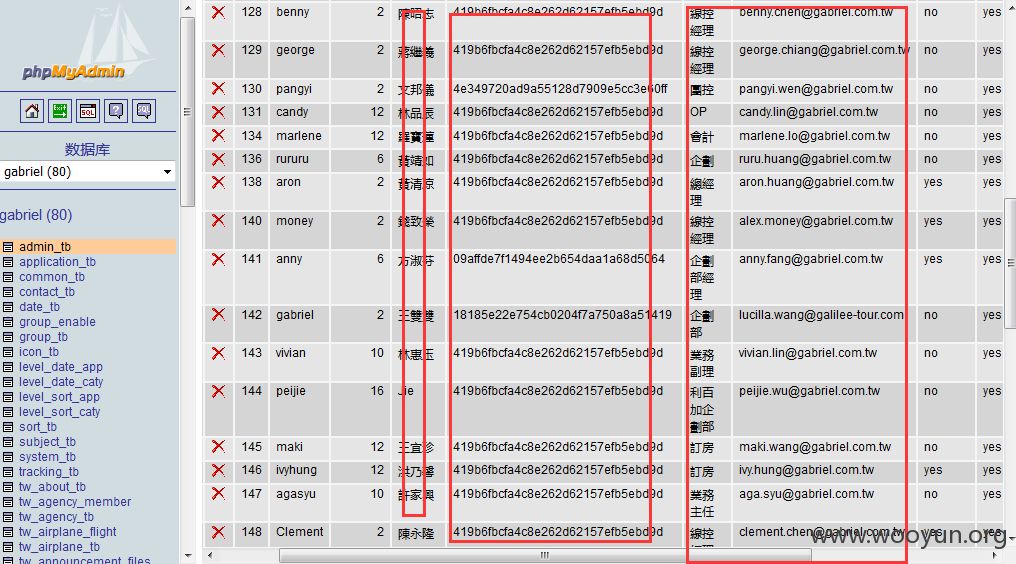 phpMyAdmin
数据库
gabriel (80)
gabriel (80)
admin_tb
application_tb
common_tb
contact_tb
date_tb
group_enable
group_tb
icon_tb
level_date_app
level_date_caty
level_sort_app
level_sort_caty
sort_tb
subject_tb
system_tb
tracking_tb
tw_about_tb
tw_agency_member
tw_agency_tb
tw_airplane_flight
tw_airplane_tb
tw_announcement_files
128 benny 2 陳昭志 419b6fbcfa4c8e262d62157efb5ebd9d 線控 benny.chen@gabriel.com.tw no yes
經理
129 george 2 蔣繼義 419b6fbcfa4c8e262d62157efb5ebd9d 線控 george.chiang@gabriel.com.tw no yes
經理
130 pangyi 2 文邦儀 4e349720ad9a55128d7909e5cc3e60ff 團控 pangyi.wen@gabriel.com.tw no yes
131 candy 12 林品辰 419b6fbcfa4c8e262d62157efb5ebd9d OP candy.lin@gabriel.com.tw no yes
134 marlene 12 羅寶蓮 419b6fbcfa4c8e262d62157efb5ebd9d 會計 marlene.lo@gabriel.com.tw no yes
136 rururu 6 黃靖如 419b6fbcfa4c8e262d62157efb5ebd9d 企劃 ruru.huang@gabriel.com.tw no yes
138 aron 2 黃清原 419b6fbcfa4c8e262d62157efb5ebd9d 總經 aron.huang@gabriel.com.tw yes yes
理
140 money 2 錢致榮 419b6fbcfa4c8e262d62157efb5ebd9d 線控 alex.money@gabriel.com.tw yes yes
經理
141 anny 6 方淑芬 09affde7f1494ee2b654daa1a68d5064 企劃 anny.fang@gabriel.com.tw yes yes
部經
理
142 gabriel 2 王雙雙 18185e22e754cb0204f7a750a8a51419 企劃 lucilla.wang@galilee-tour.com no yes
部
143 vivian 10 林惠玉 419b6fbcfa4c8e262d62157efb5ebd9d 業務 vivian.lin@gabriel.com.tw no yes
副理
144 peijie 16 Jie 419b6fbcfa4c8e262d62157efb5ebd9d 利百 peijie.wu@gabriel.com.tw no yes
加企
劃部
145 maki 12 王宣珍 419b6fbcfa4c8e262d62157efb5ebd9d 訂房 maki.wang@gabriel.com.tw no yes
146 ivyhung 12 洪乃馨 419b6fbcfa4c8e262d62157efb5ebd9d 訂房 ivy.hung@gabriel.com.tw yes yes
147 agasyu 10 許家興 419b6fbcfa4c8e262d62157efb5ebd9d 業務 aga.syu@gabriel.com.tw no yes
主任
148 Clement 2 陳永隆 419b6fbcfa4c8e262d62157efb5ebd9d 線控 clement.chen@gabriel.com.tw yes yes
www.wooyun.org